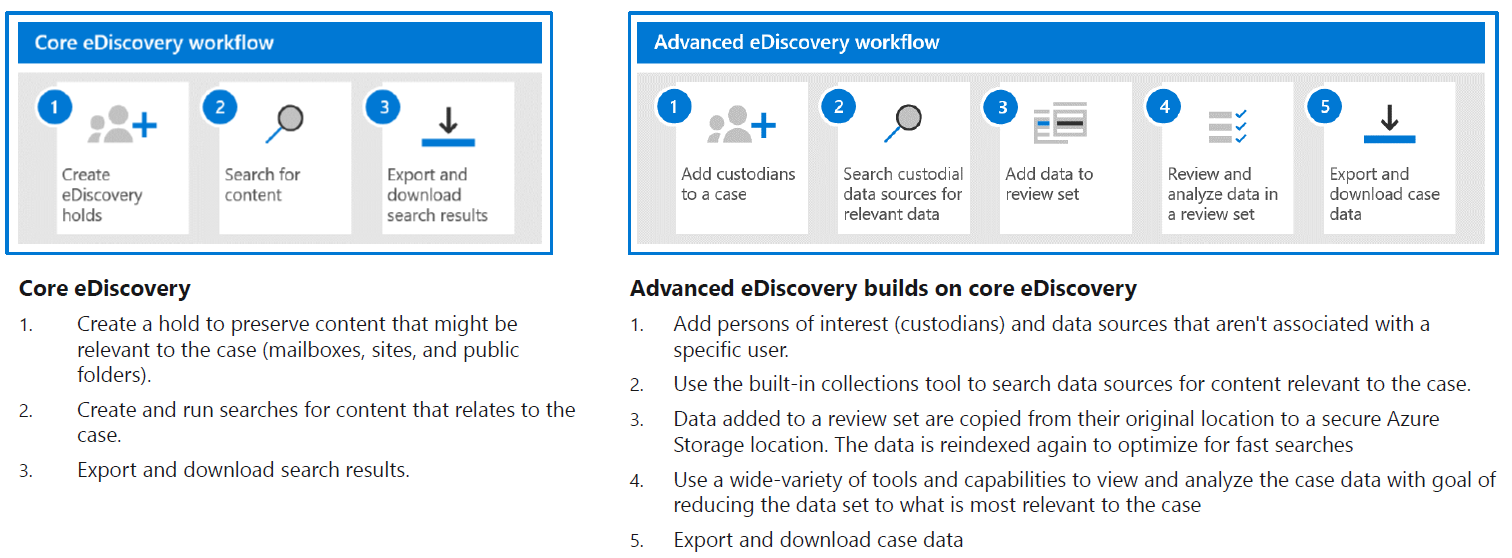 Core eDiscovery workflow
1
Create
eDiscovery
holds
2
Search for
content
3
Export and
download
search results
Advanced eDiscovery workflow
1
Add custodians
to a case
2
Search custodial
data sources for
relevant data
3
Add data to
review set
4
Review and
analyze data in
a review set
5
Export and
download case
data
Core eDiscovery
1. Create a hold to preserve content that might be
relevant to the case (mailboxes, sites, and public
folders).
2. Create and run searches for content that relates to the
case.
3. Export and download search results.
Advanced eDiscovery builds on core eDiscovery
1. Add persons of interest (custodians) and data sources that aren't associated with a
specific user.
2. Use the built-in collections tool to search data sources for content relevant to the case.
3. Data added to a review set are copied from their original location to a secure Azure
Storage location. The data is reindexed again to optimize for fast searches
4. Use a wide-variety of tools and capabilities to view and analyze the case data with goal of
reducing the data set to what is most relevant to the case
5. Export and download case data